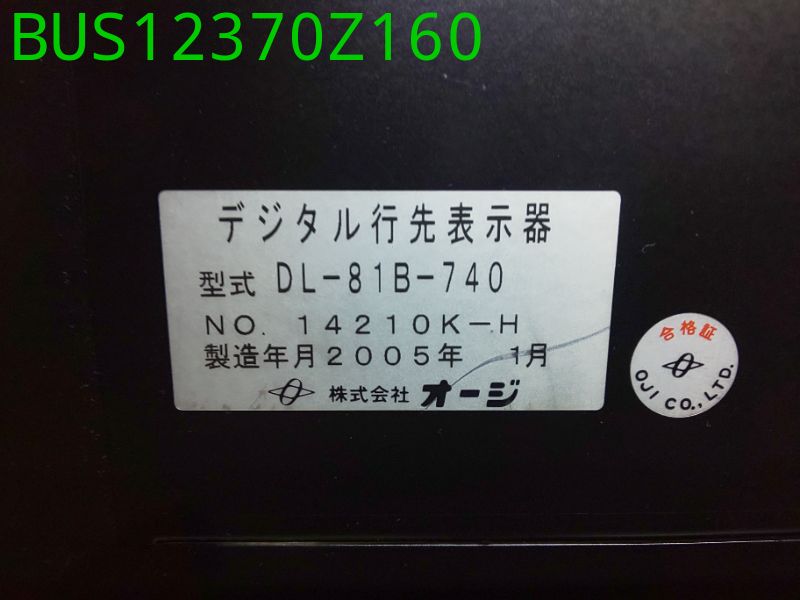 BUS12370Z160
デジタル行先表示器
型式 DL-81B-740
NO. 14210K-H
製造年月2005年 1月
株式会社 オージ
合格証
OJI CO., LTD.